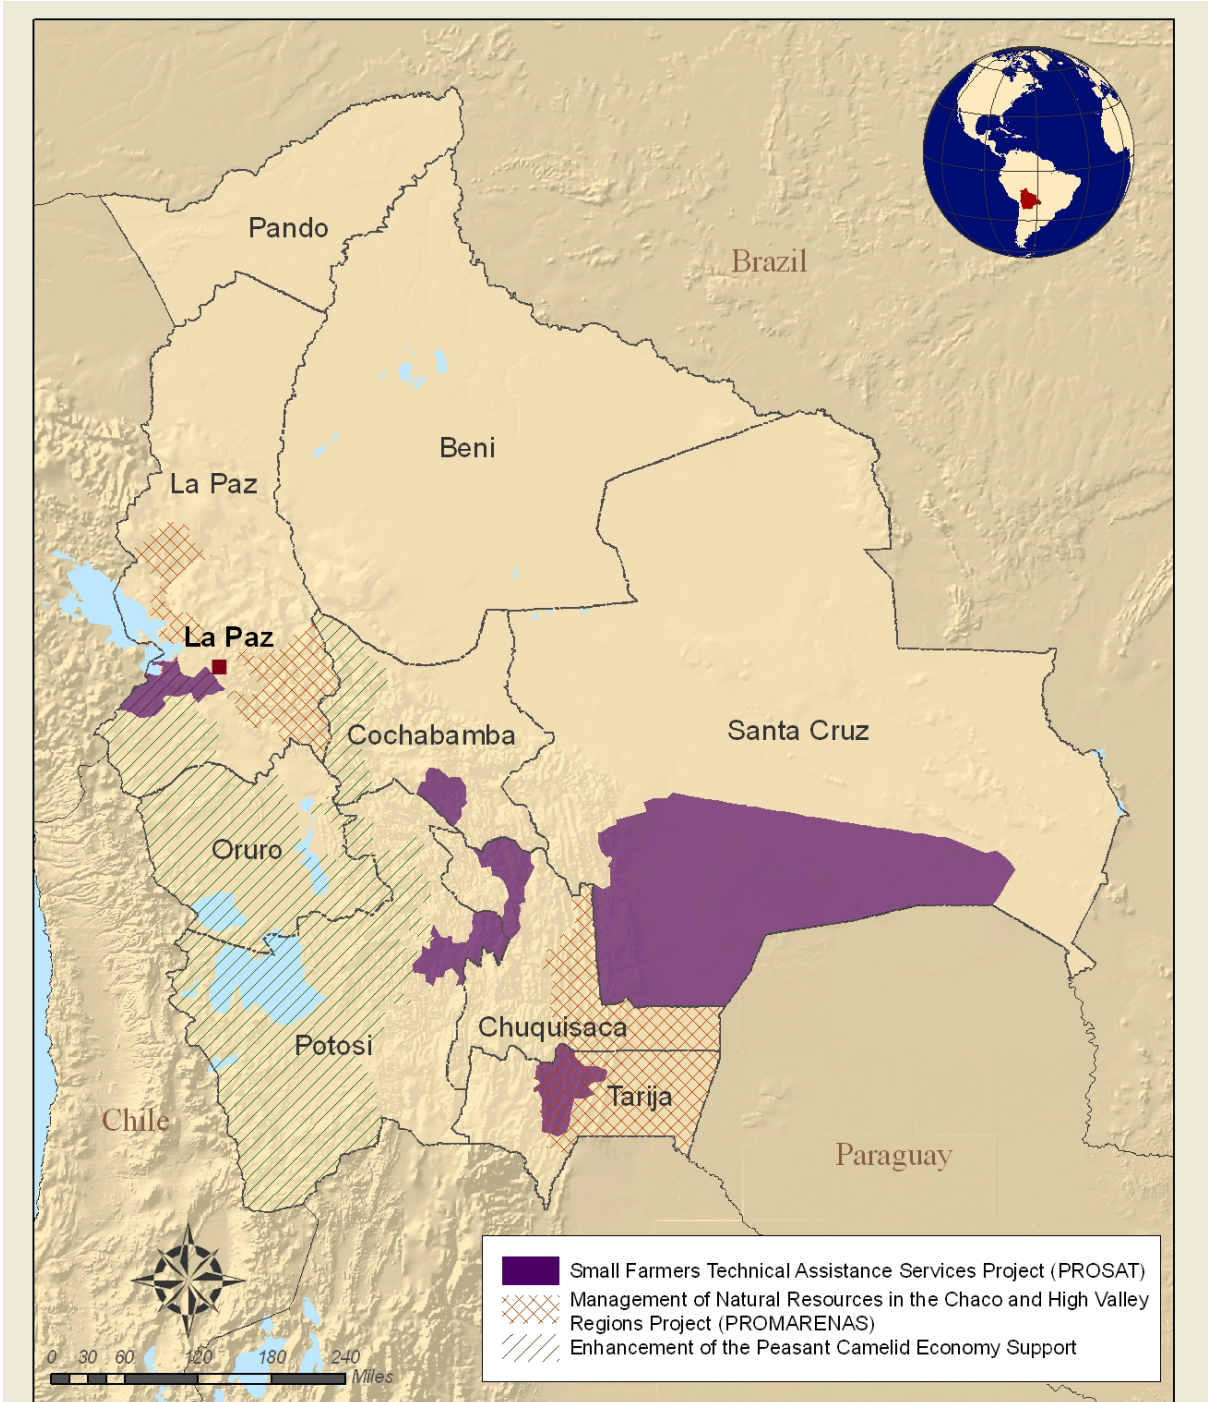 Pando
Brazil
Beni
La Paz
La Paz
Cochabamba
Santa Cruz
Oruro
Chuquisaca
Potosi
Tarija
Chile
Paraguay
Small Farmers Technical Assistance Services Project (PROSAT)
Management of Natural Resources in the Chaco and High Valley
Regions Project (PROMARENAS)
Enhancement of the Peasant Camelid Economy Support
0 30 60 120 180 240
Miles